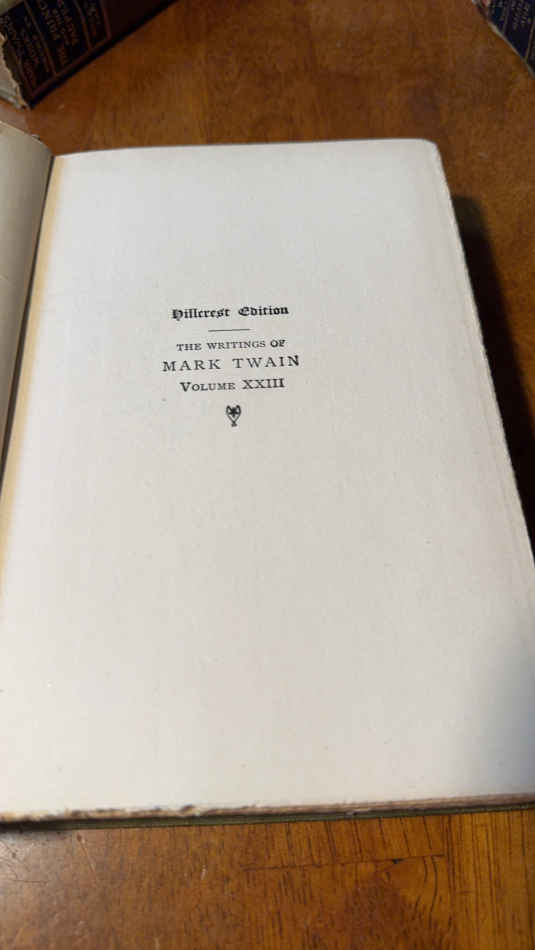 Hillcrest Edition
THE WRITINGS OF
MARK TWAIN
VOLUME XXIII